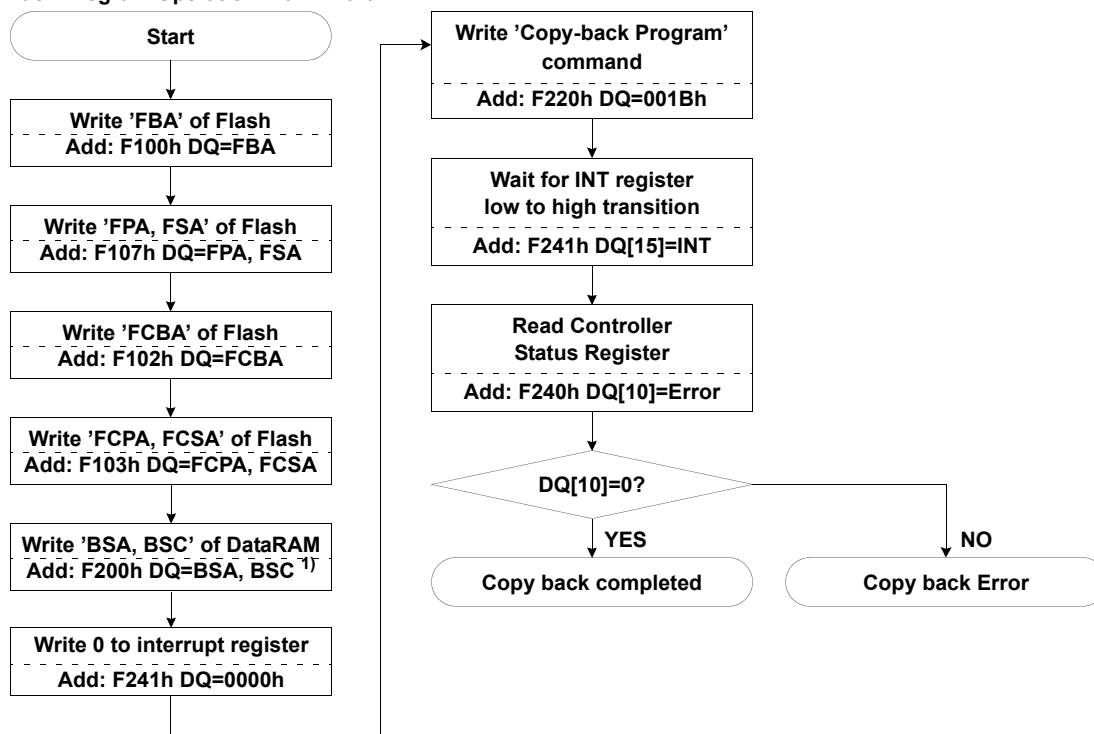 Start
Write ’FBA’ of Flash
Add: F100h DQ=FBA
Write ’FPA, FSA’ of Flash
Add: F107h DQ=FPA, FSA
Write ’FCBA’ of Flash
Add: F102h DQ=FCBA
Write ’FCPA, FCSA’ of Flash
Add: F103h DQ=FCPA, FCSA
Write ’BSA, BSC’ of DataRAM
Add: F200h DQ=BSA, BSC 1)
Write 0 to interrupt register
Add: F241h DQ=0000h
Write ’Copy-back Program’
command
Add: F220h DQ=001Bh
Wait for INT register
low to high transition
Add: F241h DQ[15]=INT
Read Controller
Status Register
Add: F240h DQ[10]=Error
DQ[10]=0?
YES
NO
Copy back completed
Copy back Error